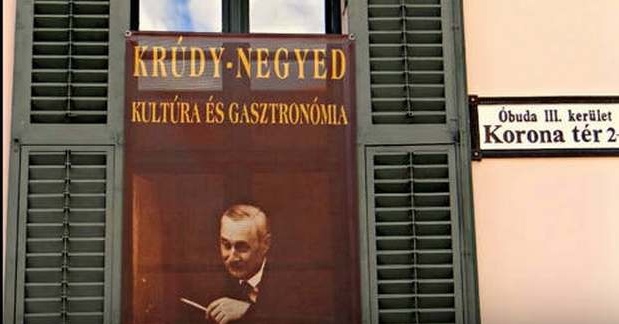 KRÚDY-NEGYED
KULTÚRA ÉS GASZTRONÓMIA
Óbuda III. kerület
Korona tér 2-